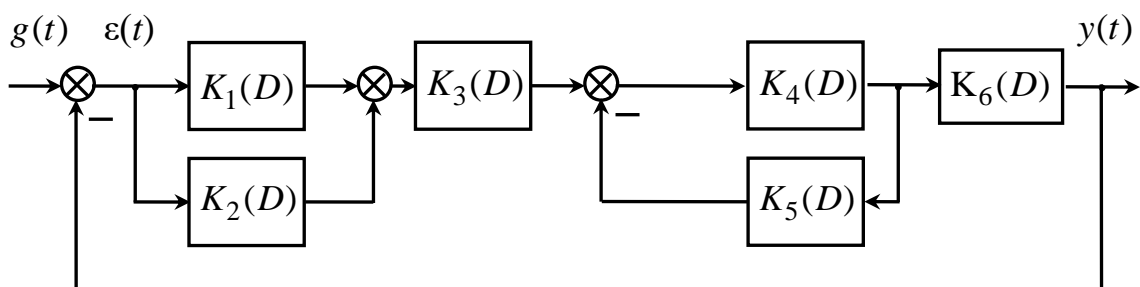 g(t) ε(t) y(t)
K₁(D) K₃(D) K₄(D) K₆(D)
− −
K₂(D) K₅(D)